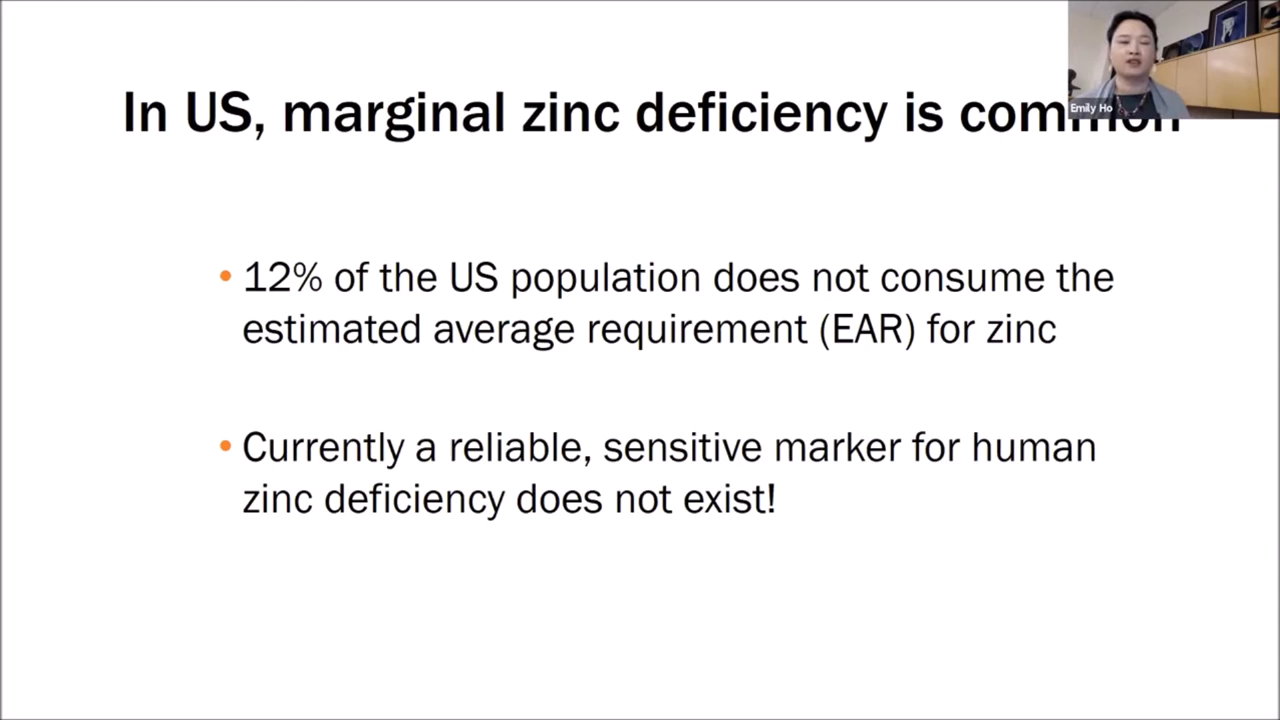 In US, marginal zinc deficiency is common
Emily Ho
• 12% of the US population does not consume the
estimated average requirement (EAR) for zinc
• Currently a reliable, sensitive marker for human
zinc deficiency does not exist!